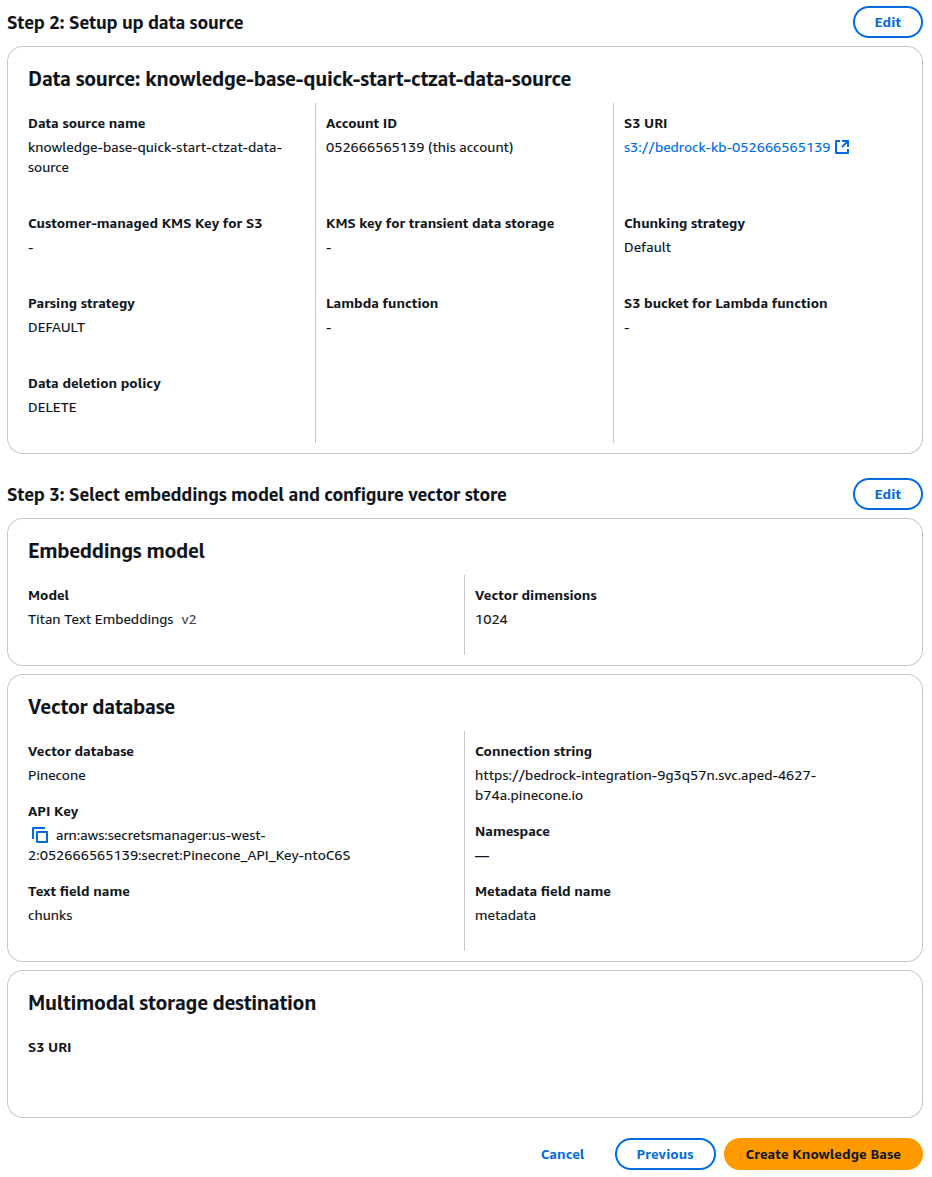 Step 2: Setup up data source
Edit
Data source: knowledge-base-quick-start-ctzat-data-source
Data source name
knowledge-base-quick-start-ctzat-data-
source
Account ID
052666565139 (this account)
S3 URI
s3://bedrock-kb-052666565139
Customer-managed KMS Key for S3
-
KMS key for transient data storage
-
Chunking strategy
Default
Parsing strategy
DEFAULT
Lambda function
-
S3 bucket for Lambda function
-
Data deletion policy
DELETE
Step 3: Select embeddings model and configure vector store
Edit
Embeddings model
Model
Titan Text Embeddings v2
Vector dimensions
1024
Vector database
Vector database
Pinecone
API Key
arn:aws:secretsmanager:us-west-
2:052666565139:secret:Pinecone_API_Key-ntoC6S
Text field name
chunks
Connection string
https://bedrock-integration-9g3q57n.svc.aped-4627-
b74a.pinecone.io
Namespace
—
Metadata field name
metadata
Multimodal storage destination
S3 URI
Cancel
Previous
Create Knowledge Base